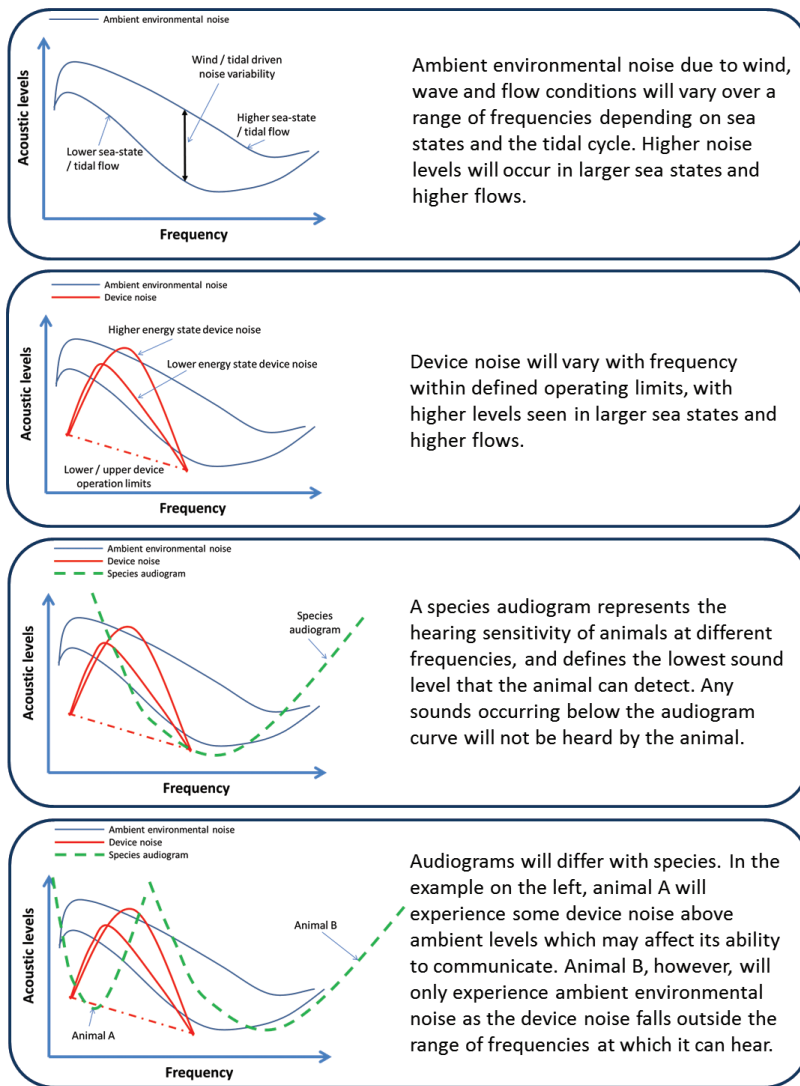 Ambient environmental noise
Acoustic levels
Wind / tidal driven
noise variability
Higher sea-state
/ tidal flow
Lower sea-state
/ tidal flow
Frequency
Ambient environmental noise due to wind,
wave and flow conditions will vary over a
range of frequencies depending on sea
states and the tidal cycle. Higher noise
levels will occur in larger sea states and
higher flows.
Ambient environmental noise
Device noise
Acoustic levels
Higher energy state device noise
Lower energy state device noise
Lower / upper device
operation limits
Frequency
Device noise will vary with frequency
within defined operating limits, with
higher levels seen in larger sea states and
higher flows.
Ambient environmental noise
Device noise
Species audiogram
Acoustic levels
Species
audiogram
Frequency
A species audiogram represents the
hearing sensitivity of animals at different
frequencies, and defines the lowest sound
level that the animal can detect. Any
sounds occurring below the audiogram
curve will not be heard by the animal.
Ambient environmental noise
Device noise
Species audiogram
Acoustic levels
Animal B
Animal A
Frequency
Audiograms will differ with species. In the
example on the left, animal A will
experience some device noise above
ambient levels which may affect its ability
to communicate. Animal B, however, will
only experience ambient environmental
noise as the device noise falls outside the
range of frequencies at which it can hear.